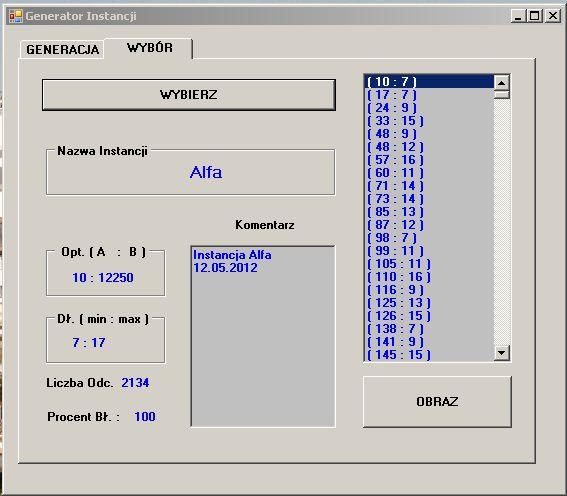 Generator Instancji
GENERACJA
WYBÓR
WYBIERZ
Nazwa Instancji
Alfa
Komentarz
Instancja Alfa
12.05.2012
Opt. ( A : B )
10 : 12250
Dł. ( min : max )
7 : 17
Liczba Odc. 2134
Procent Bł. : 100
( 10 : 7 )
( 17 : 7 )
( 24 : 9 )
( 33 : 15 )
( 48 : 9 )
( 48 : 12 )
( 57 : 16 )
( 60 : 11 )
( 71 : 14 )
( 73 : 14 )
( 85 : 13 )
( 87 : 12 )
( 98 : 7 )
( 99 : 11 )
( 105 : 11 )
( 110 : 16 )
( 116 : 9 )
( 125 : 13 )
( 126 : 15 )
( 138 : 7 )
( 141 : 9 )
( 145 : 15 )
OBRAZ